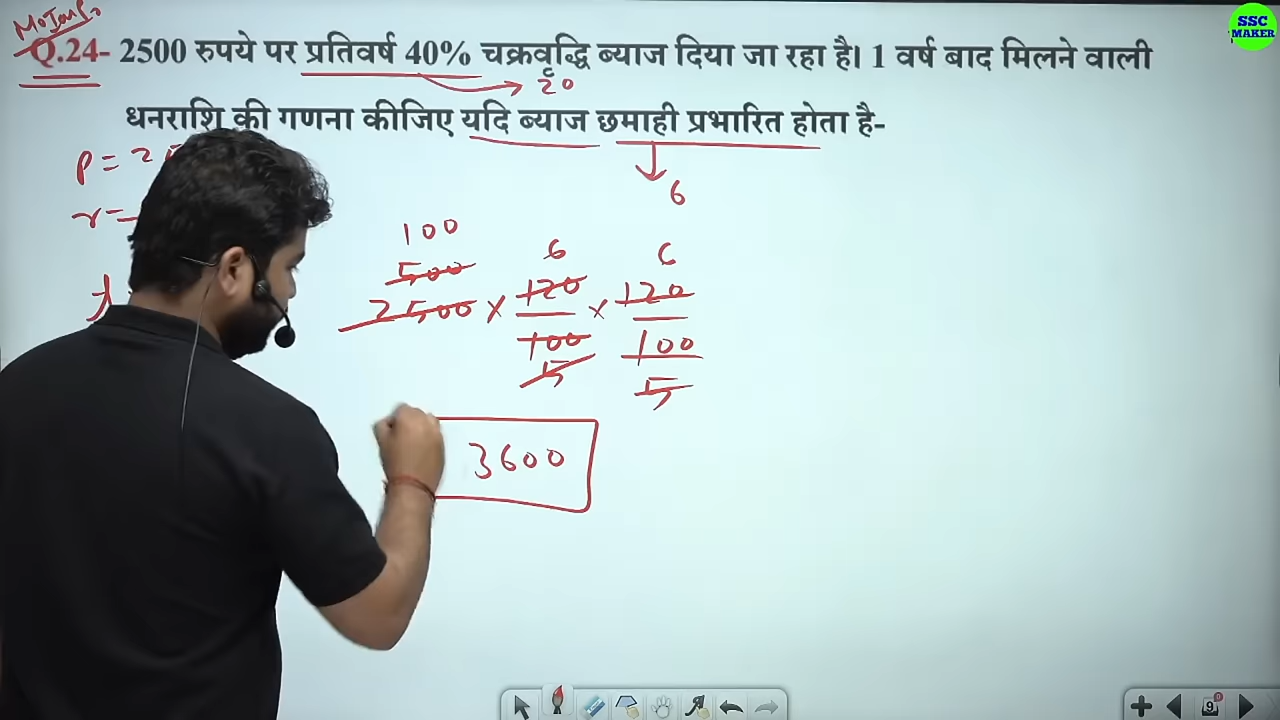 SSC
MAKER
Q.24- 2500 रुपये पर प्रतिवर्ष 40% चक्रवृद्धि ब्याज दिया जा रहा है। 1 वर्ष बाद मिलने वाली
20
धनराशि की गणना कीजिए यदि ब्याज छमाही प्रभारित होता है-
P = 2
r =
6
100
6 6
500
2500 × 120 × 120
100 100
5 5
3600
9